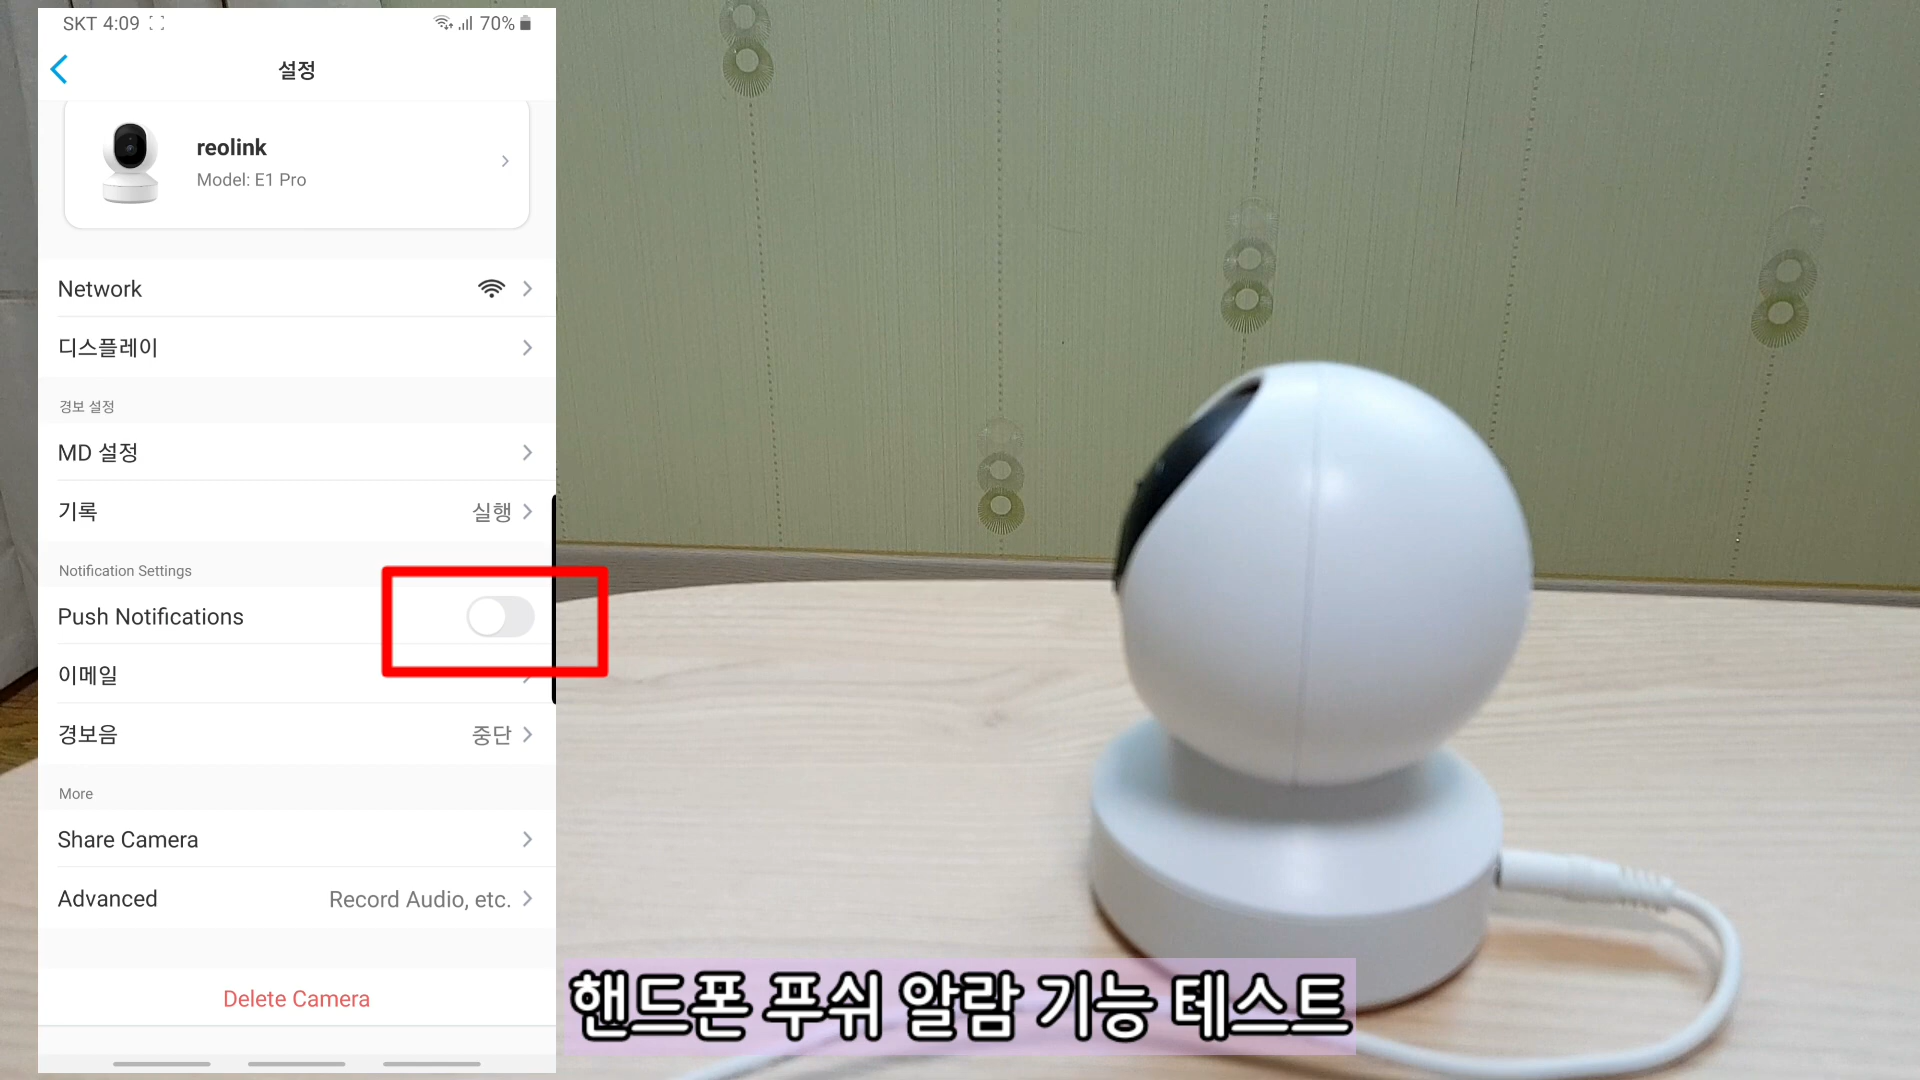 SKT 4:09
70%
설정
reolink
Model: E1 Pro
Network
디스플레이
경보 설정
MD 설정
기록 실행
Notification Settings
Push Notifications
이메일
경보음 중단
More
Share Camera
Advanced Record Audio, etc.
Delete Camera
핸드폰 푸쉬 알람 기능 테스트